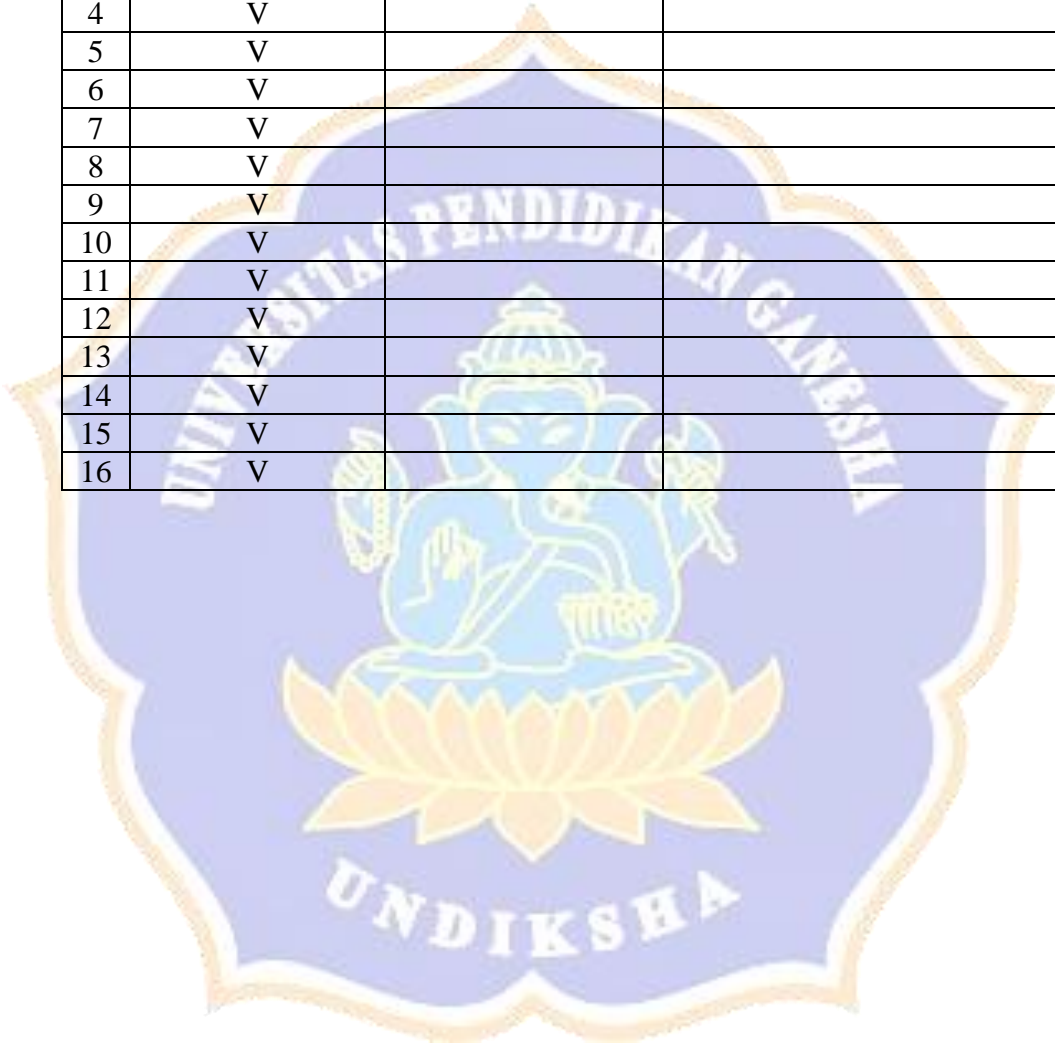 4 V
5 V
6 V
7 V
8 V
9 V
10 V
11 V
12 V
13 V
14 V
15 V
16 V
UNIVERSITAS PENDIDIKAN GANESHA
UNDIKSHA